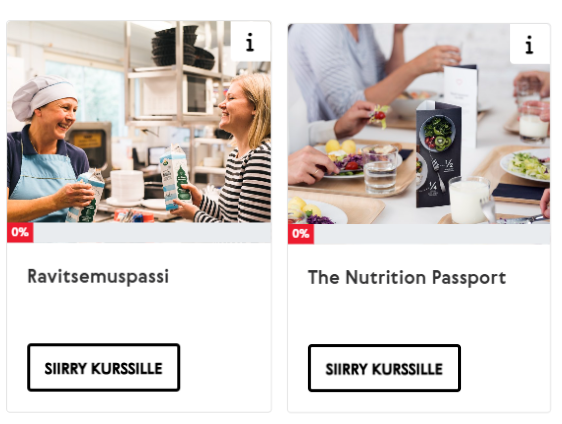 i
i
0%
0%
Ravitsemuspassi
The Nutrition Passport
SIIRRY KURSSILLE
SIIRRY KURSSILLE